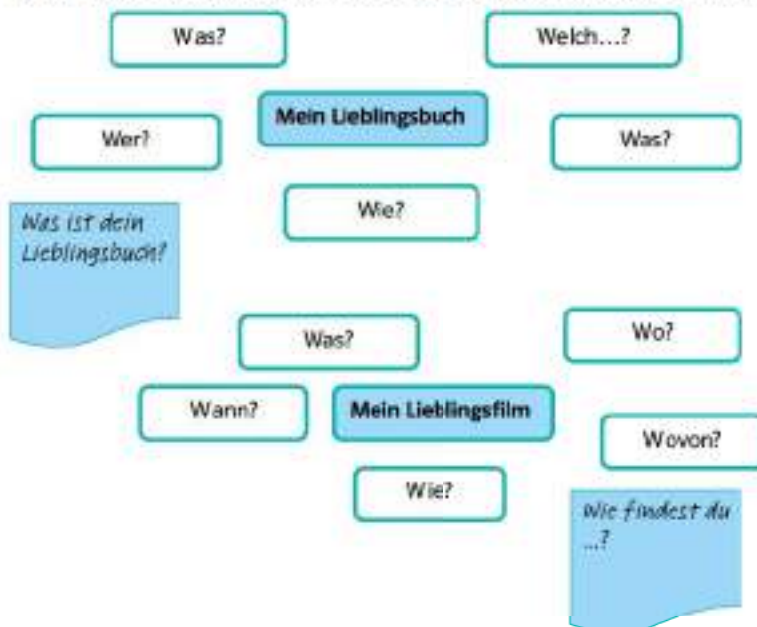 Was?
Welch...?
Wer?
Mein Lieblingsbuch
Was?
Wie?
Was ist dein
Lieblingsbuch?
Was?
Wo?
Wann?
Mein Lieblingsfilm
Wovon?
Wie?
Wie findest du
...?